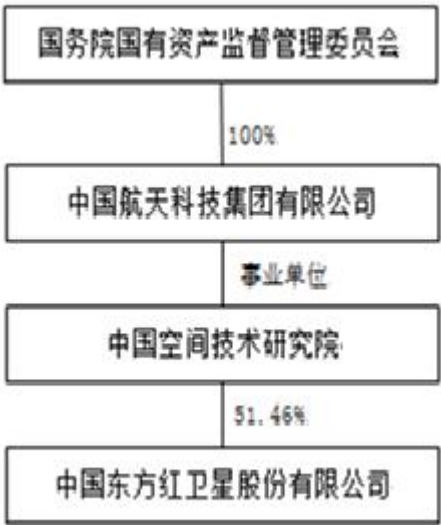 国务院国有资产监督管理委员会
100%
中国航天科技集团有限公司
事业单位
中国空间技术研究院
51.46%
中国东方红卫星股份有限公司